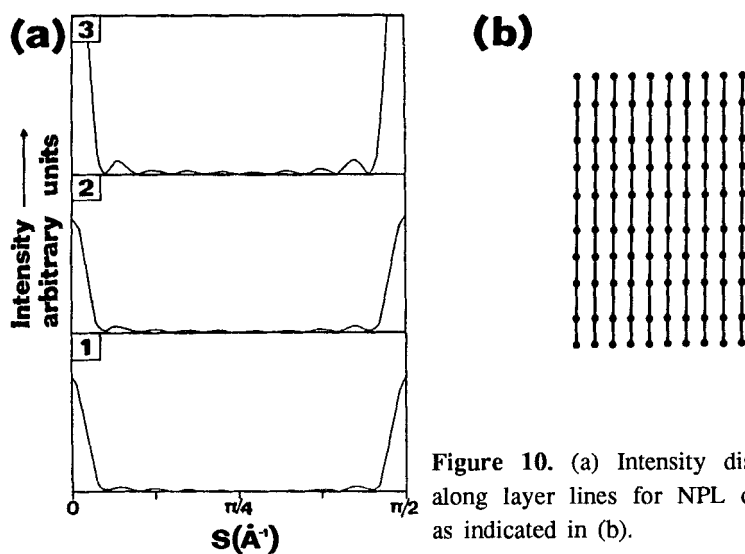 (a)
3
2
1
Intensity →
arbitrary units
0
π/4
π/2
S(Å⁻¹)
(b)
Figure 10. (a) Intensity
along layer lines for NPL
as indicated in (b).